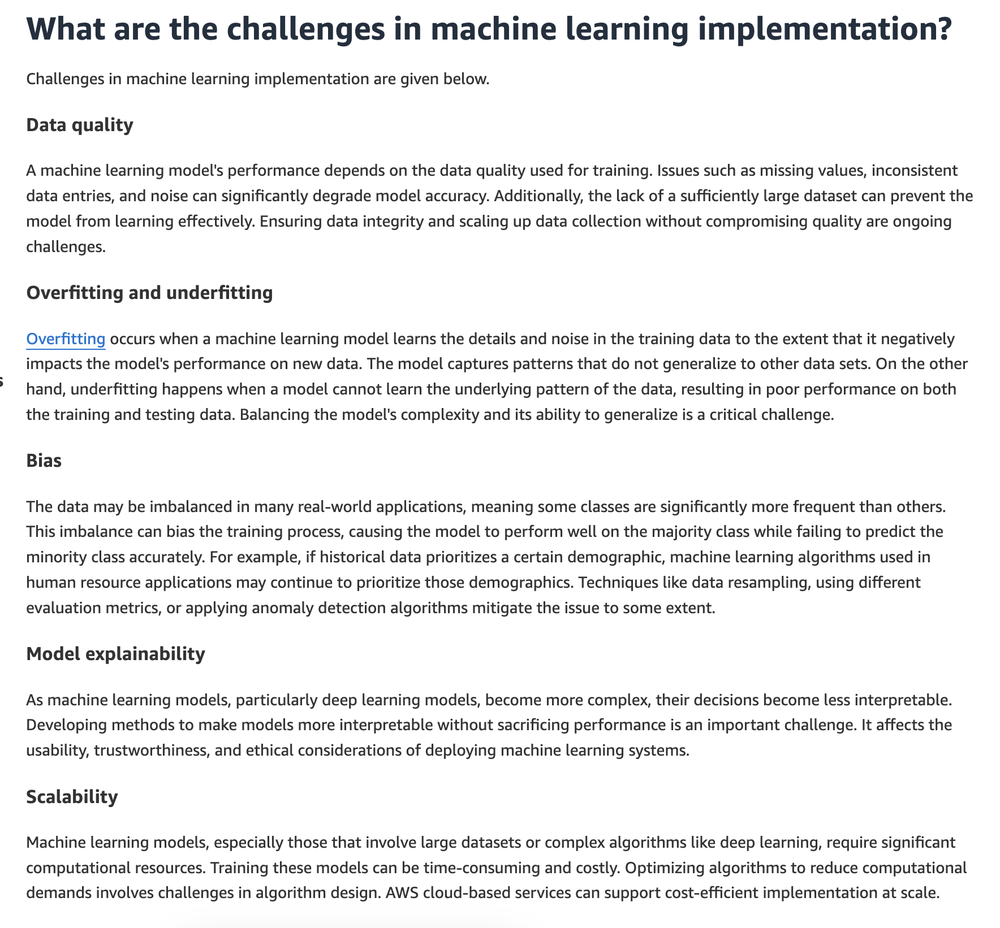 What are the challenges in machine learning implementation?
Challenges in machine learning implementation are given below.
Data quality
A machine learning model's performance depends on the data quality used for training. Issues such as missing values, inconsistent
data entries, and noise can significantly degrade model accuracy. Additionally, the lack of a sufficiently large dataset can prevent the
model from learning effectively. Ensuring data integrity and scaling up data collection without compromising quality are ongoing
challenges.
Overfitting and underfitting
Overfitting occurs when a machine learning model learns the details and noise in the training data to the extent that it negatively
impacts the model's performance on new data. The model captures patterns that do not generalize to other data sets. On the other
hand, underfitting happens when a model cannot learn the underlying pattern of the data, resulting in poor performance on both
the training and testing data. Balancing the model's complexity and its ability to generalize is a critical challenge.
Bias
The data may be imbalanced in many real-world applications, meaning some classes are significantly more frequent than others.
This imbalance can bias the training process, causing the model to perform well on the majority class while failing to predict the
minority class accurately. For example, if historical data prioritizes a certain demographic, machine learning algorithms used in
human resource applications may continue to prioritize those demographics. Techniques like data resampling, using different
evaluation metrics, or applying anomaly detection algorithms mitigate the issue to some extent.
Model explainability
As machine learning models, particularly deep learning models, become more complex, their decisions become less interpretable.
Developing methods to make models more interpretable without sacrificing performance is an important challenge. It affects the
usability, trustworthiness, and ethical considerations of deploying machine learning systems.
Scalability
Machine learning models, especially those that involve large datasets or complex algorithms like deep learning, require significant
computational resources. Training these models can be time-consuming and costly. Optimizing algorithms to reduce computational
demands involves challenges in algorithm design. AWS cloud-based services can support cost-efficient implementation at scale.